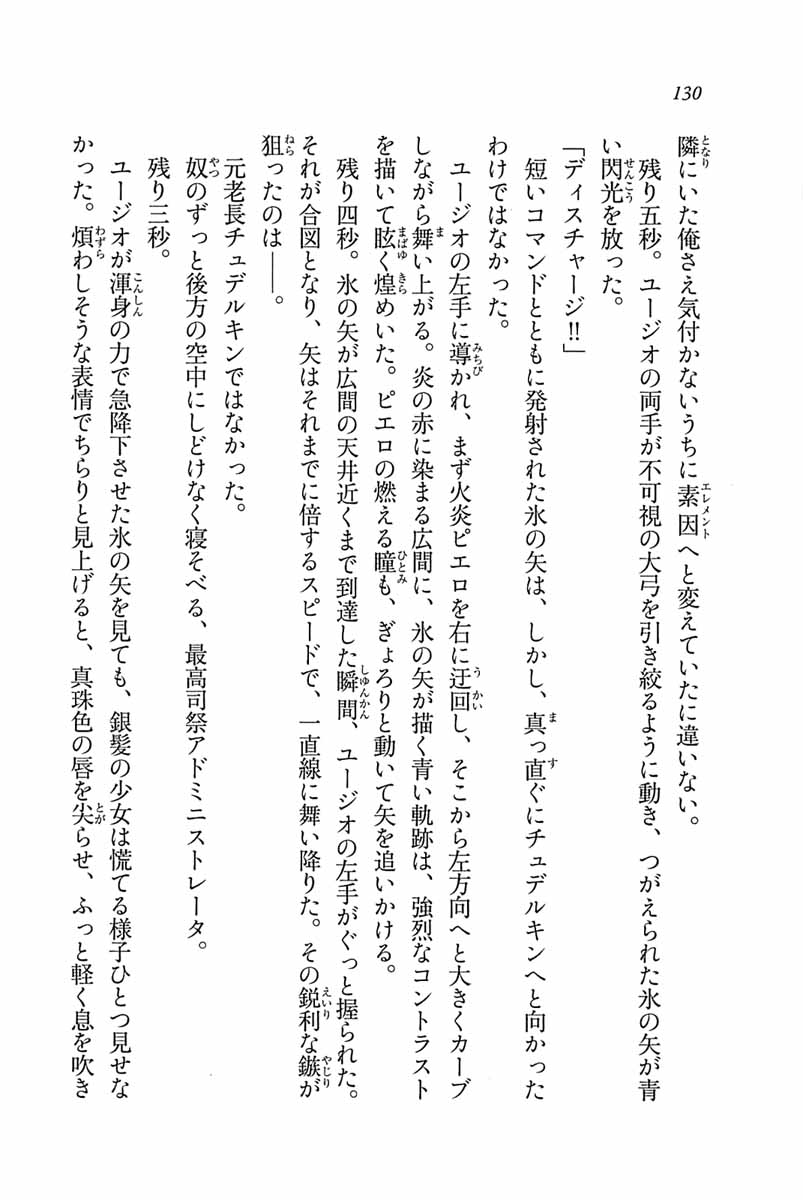 130
隣にいた俺さえ気付かないうちに素因へと変えていたに違いない。
　残り五秒。ユージオの両手が不可視の大弓を引き絞るように動き、つがえられた氷の矢が青
い閃光を放った。
「ディスチャージ!!」
　短いコマンドとともに発射された氷の矢は、しかし、真っ直ぐにチュデルキンへと向かった
わけではなかった。
　ユージオの左手に導かれ、まず火炎ピエロを右に迂回し、そこから左方向へと大きくカーブ
しながら舞い上がる。炎の赤に染まる広間に、氷の矢が描く青い軌跡は、強烈なコントラスト
を描いて眩く煌めいた。ピエロの燃える瞳も、ぎょろりと動いて矢を追いかける。
　残り四秒。氷の矢が広間の天井近くまで到達した瞬間、ユージオの左手がぐっと握られた。
それが合図となり、矢はそれまでに倍するスピードで、一直線に舞い降りた。その鋭利な鏃が
狙ったのは——。
　元老長チュデルキンではなかった。
　奴のずっと後方の空中にしどけなく寝そべる、最高司祭アドミニストレータ。
　残り三秒。
　ユージオが渾身の力で急降下させた氷の矢を見ても、銀髪の少女は慌てる様子ひとつ見せな
かった。煩わしそうな表情でちらりと見上げると、真珠色の唇を尖らせ、ふっと軽く息を吹き